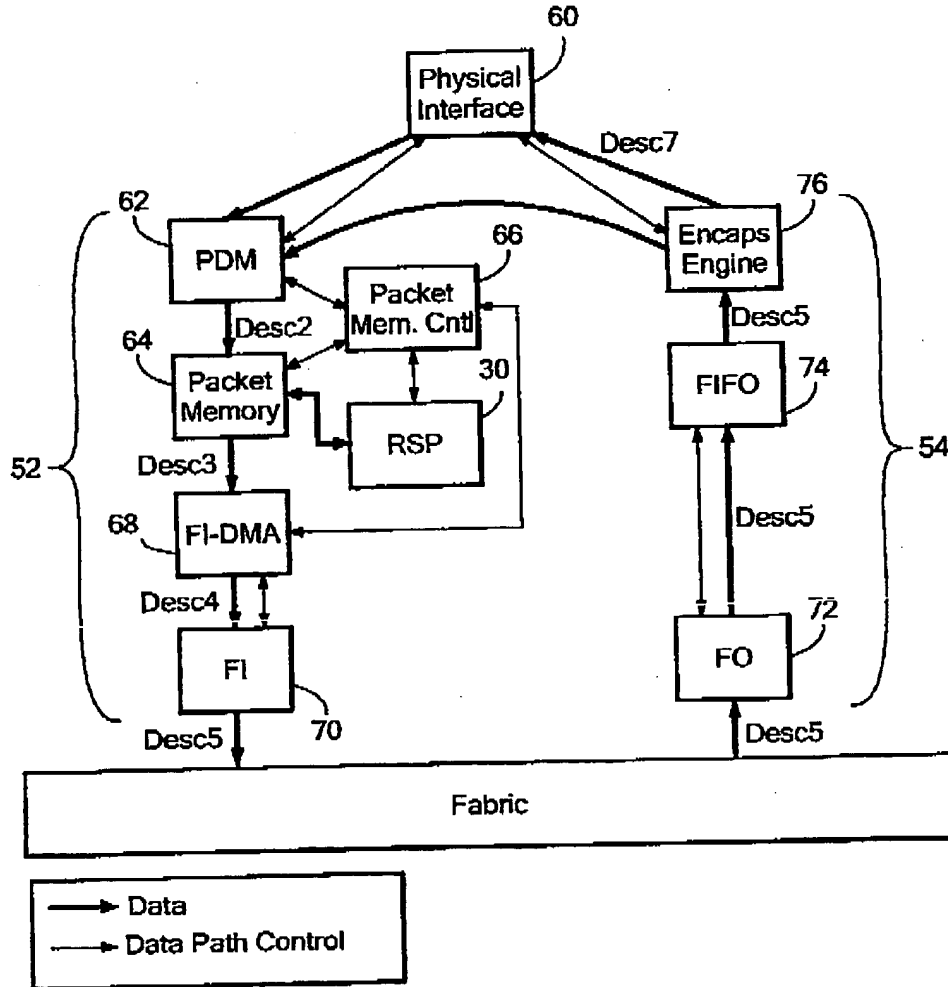 60
Physical
Interface
Desc7
62
76
PDM
66
Encaps
Engine
Packet
Mem. Cntl
Desc2
Desc5
64
30
74
Packet
Memory
FIFO
RSP
52
54
Desc3
68
FI-DMA
Desc5
Desc4
72
FI
FO
70
Desc5
Desc5
Fabric
Data
Data Path Control